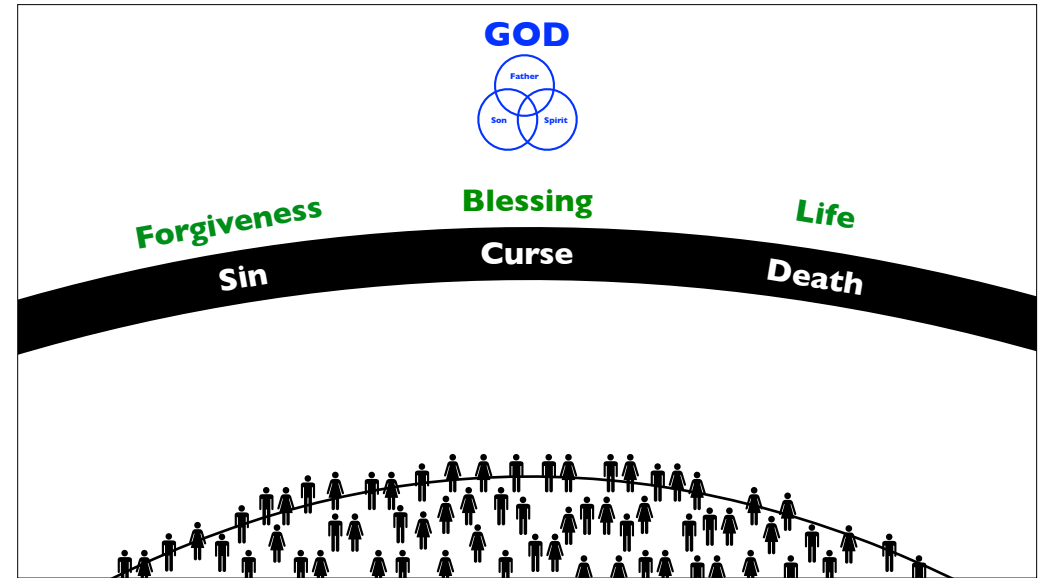 GOD
Father
Son Spirit
Forgiveness Blessing Life
Sin Curse Death